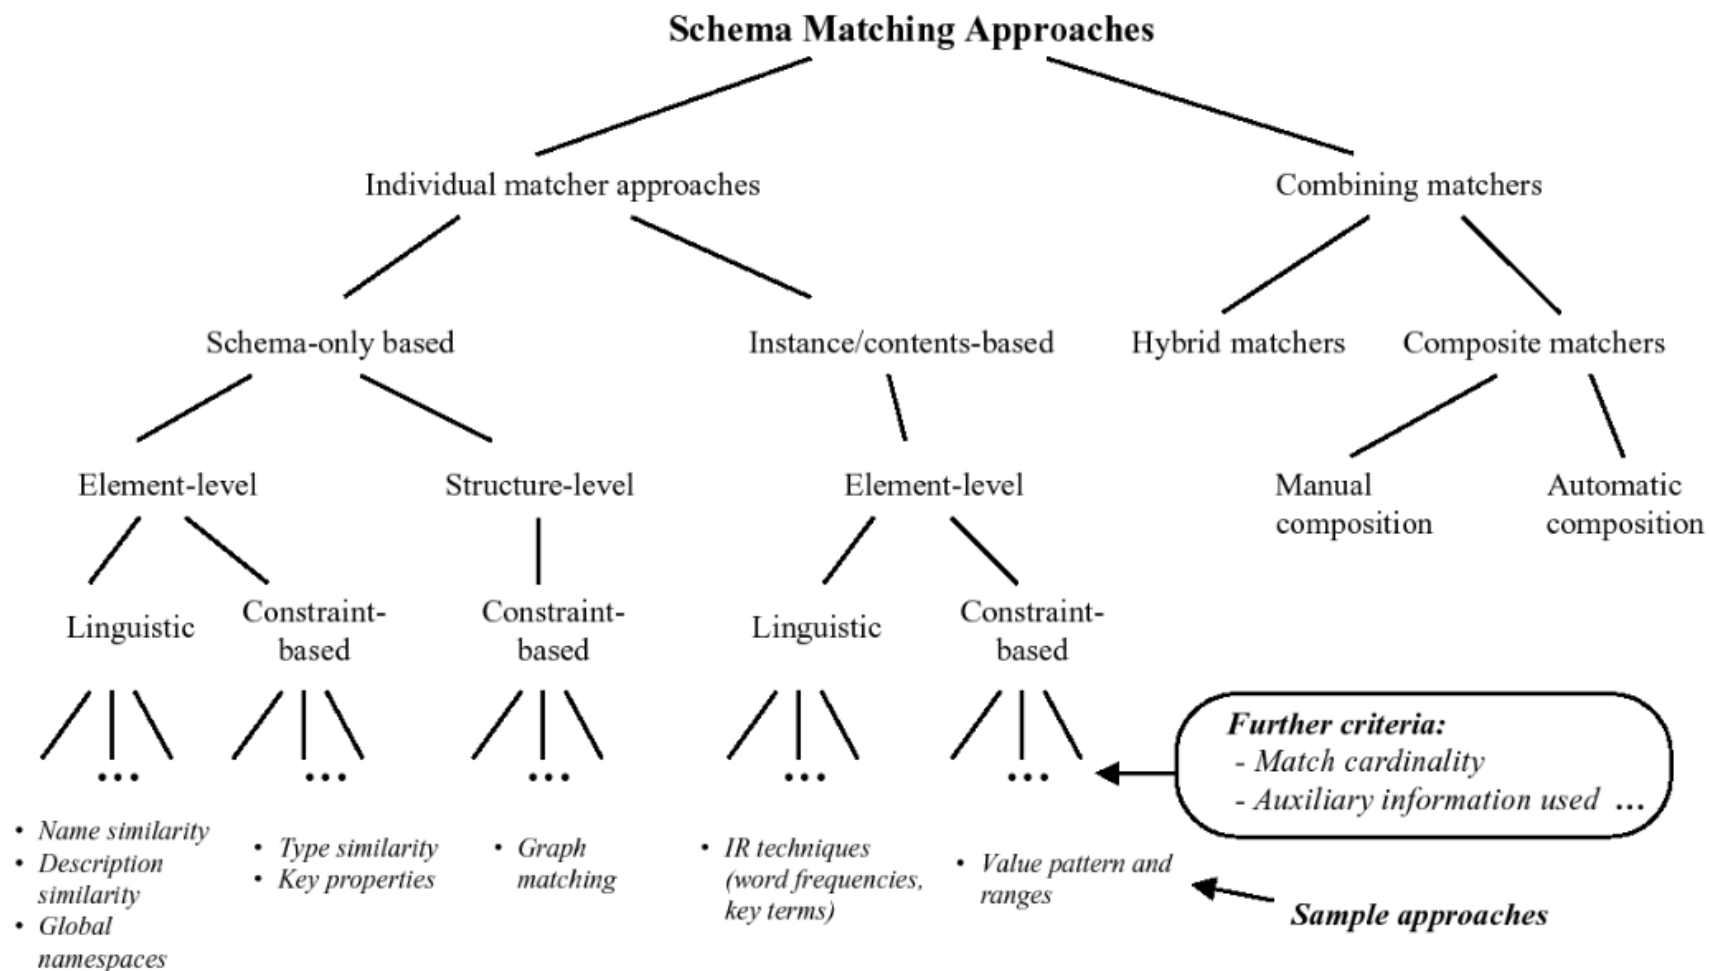 Schema Matching Approaches
Individual matcher approaches
Combining matchers
Schema-only based
Instance/contents-based
Hybrid matchers
Composite matchers
Element-level
Structure-level
Element-level
Manual
composition
Automatic
composition
Linguistic
Constraint-
based
Constraint-
based
Linguistic
Constraint-
based
...
...
...
...
...
Further criteria:
- Match cardinality
- Auxiliary information used ...
• Name similarity
• Description
similarity
• Global
namespaces
• Type similarity
• Key properties
• Graph
matching
• IR techniques
(word frequencies,
key terms)
• Value pattern and
ranges
Sample approaches